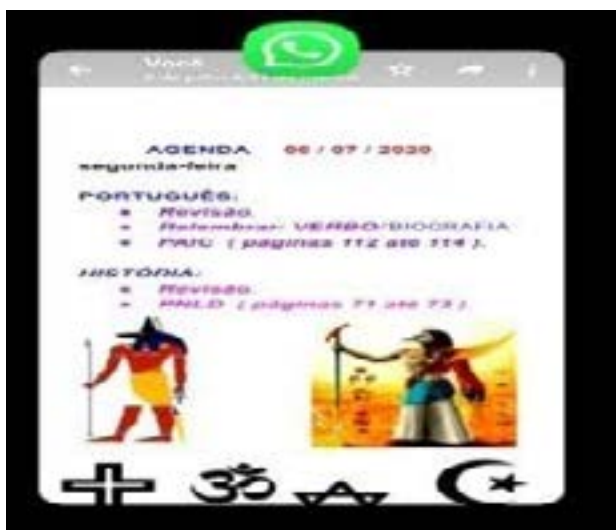 Você
AGENDA 06 / 07 / 2020
segunda-feira
PORTUGUÊS:
Revisão.
Relembrar: VERBO/BIOGRAFIA
PAIC ( páginas 112 até 114 ).
HISTÓRIA:
Revisão.
PNLD ( páginas 71 até 73 ).